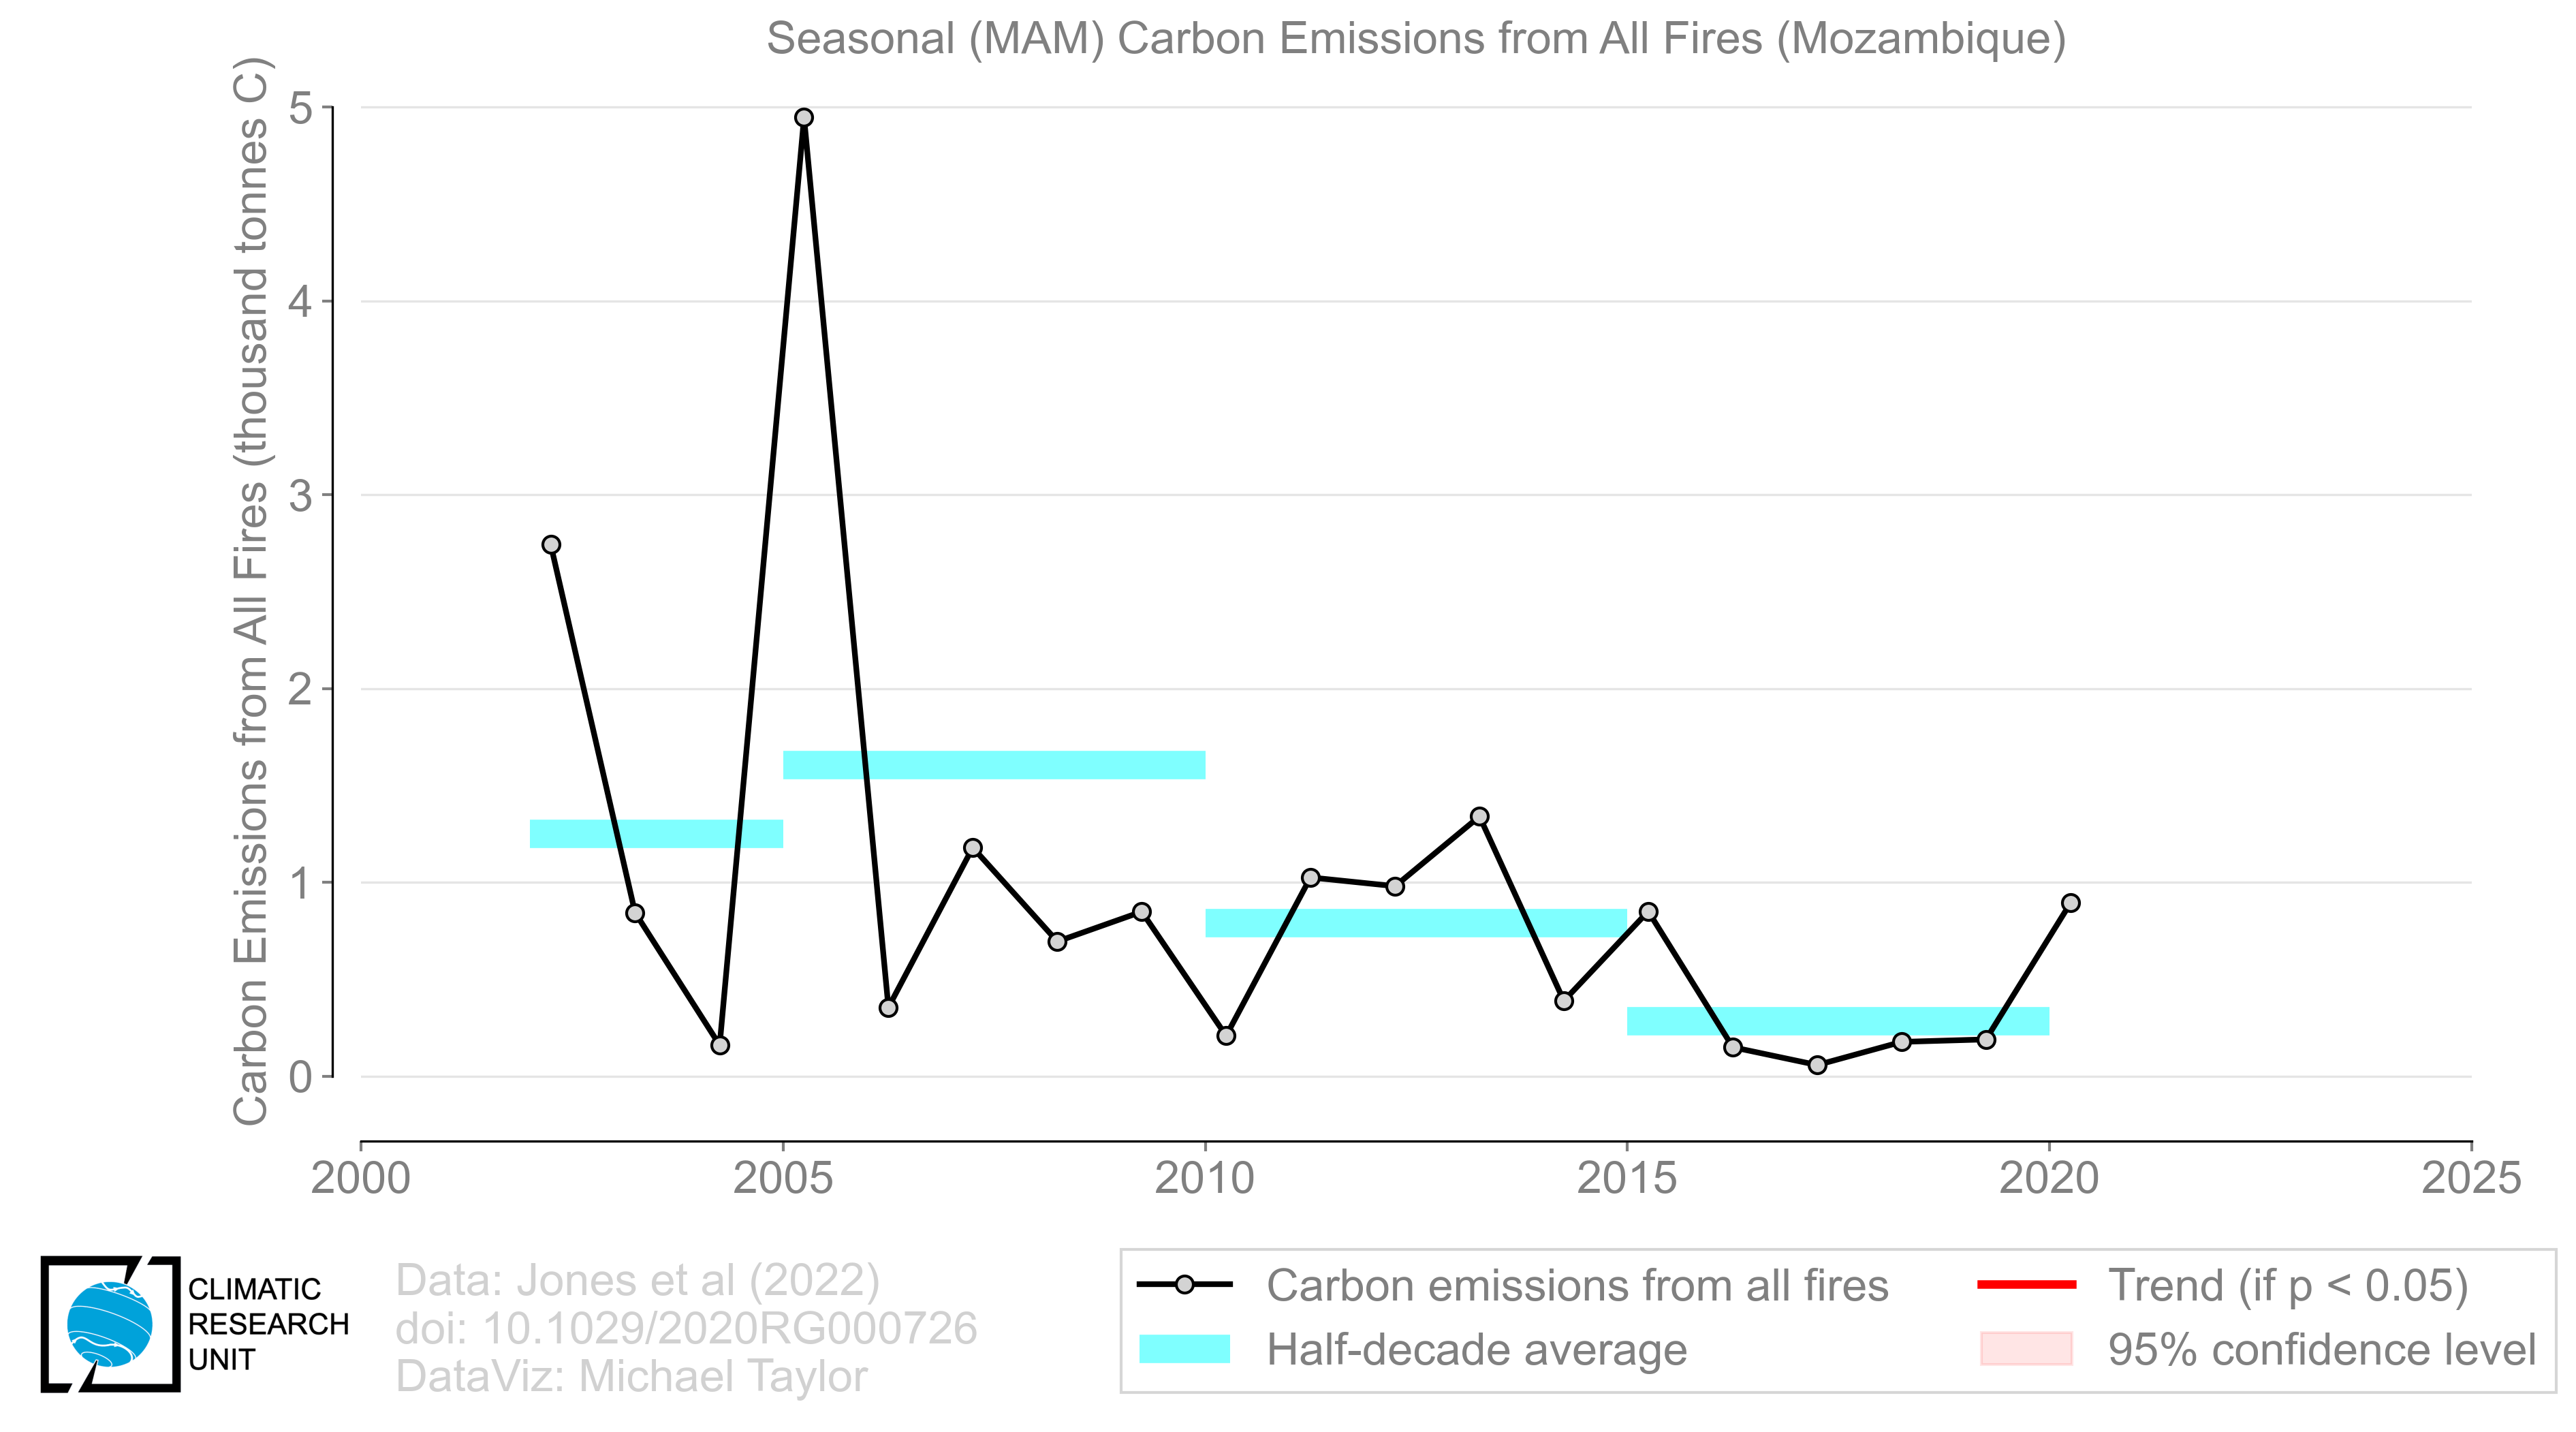 Seasonal (MAM) Carbon Emissions from All Fires (Mozambique)
Carbon Emissions from All Fires (thousand tonnes C)
5
4
3
2
1
0
2000
2005
2010
2015
2020
2025
CLIMATIC
RESEARCH
UNIT
Data: Jones et al (2022)
doi: 10.1029/2020RG000726
DataViz: Michael Taylor
Carbon emissions from all fires
Half-decade average
Trend (if p < 0.05)
95% confidence level